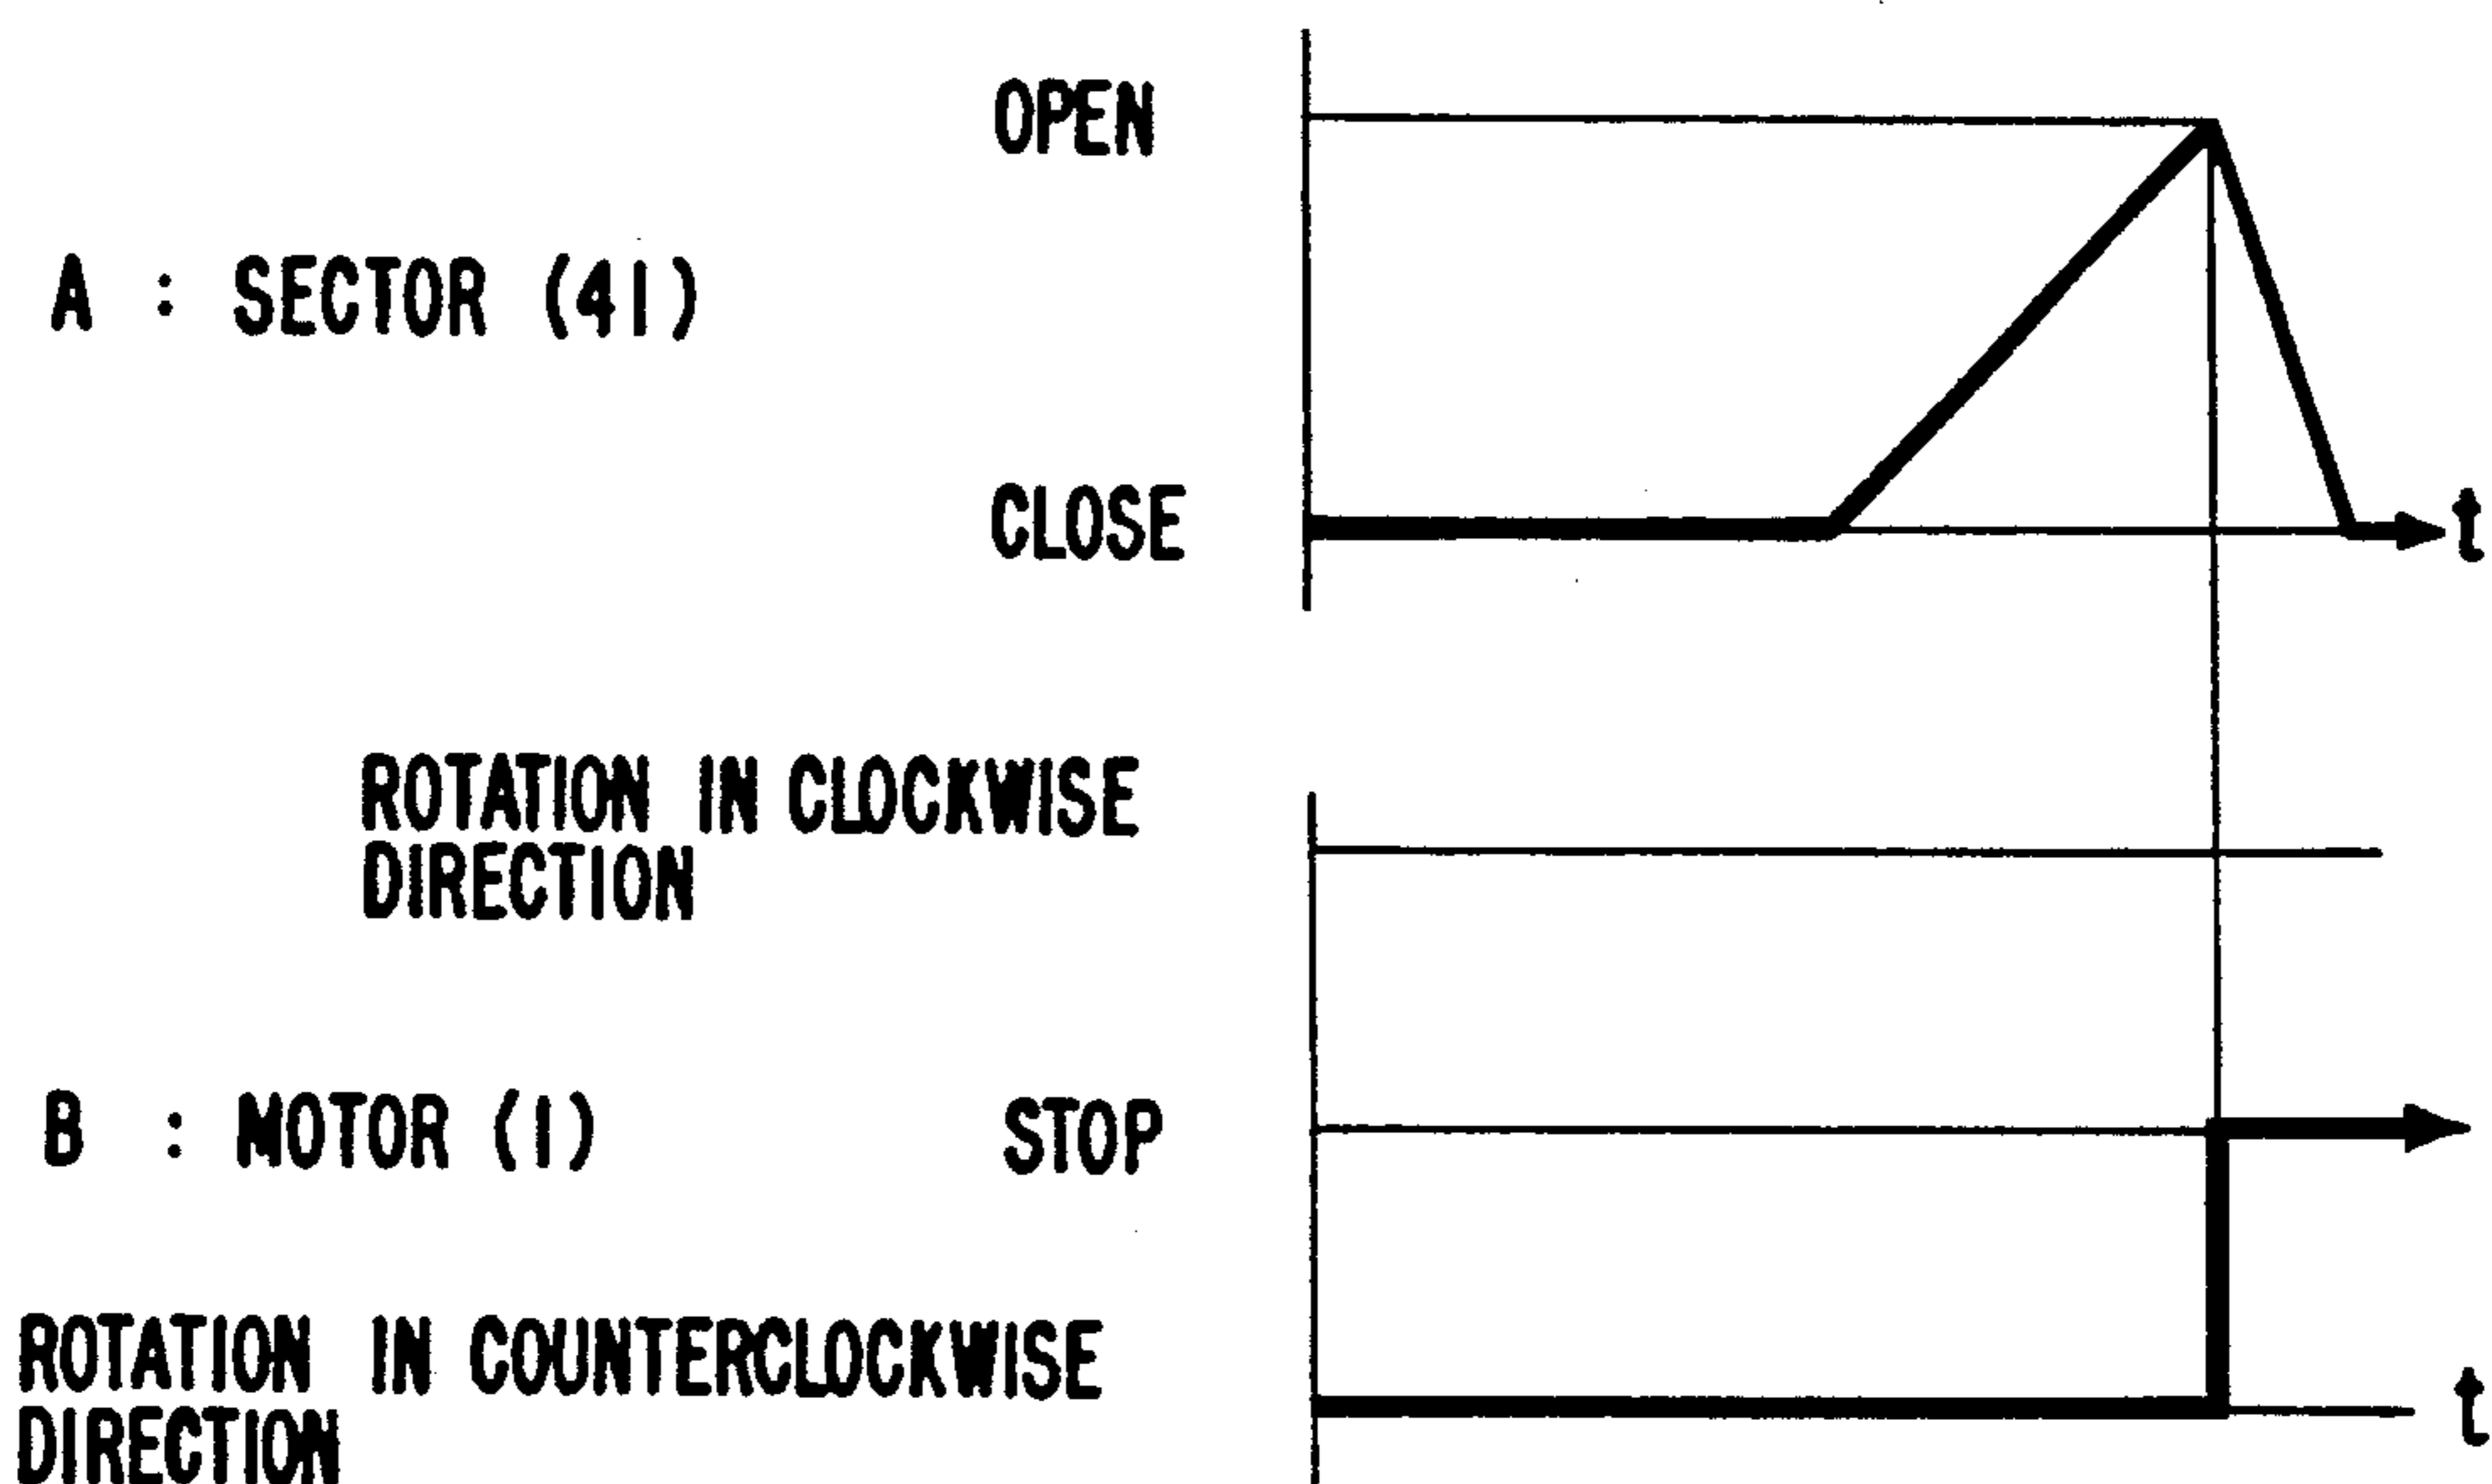 OPEN
A : SECTOR (41)
CLOSE
t
ROTATION IN CLOCKWISE
DIRECTION
B : MOTOR (1)
STOP
ROTATION IN COUNTERCLOCKWISE
DIRECTION
t